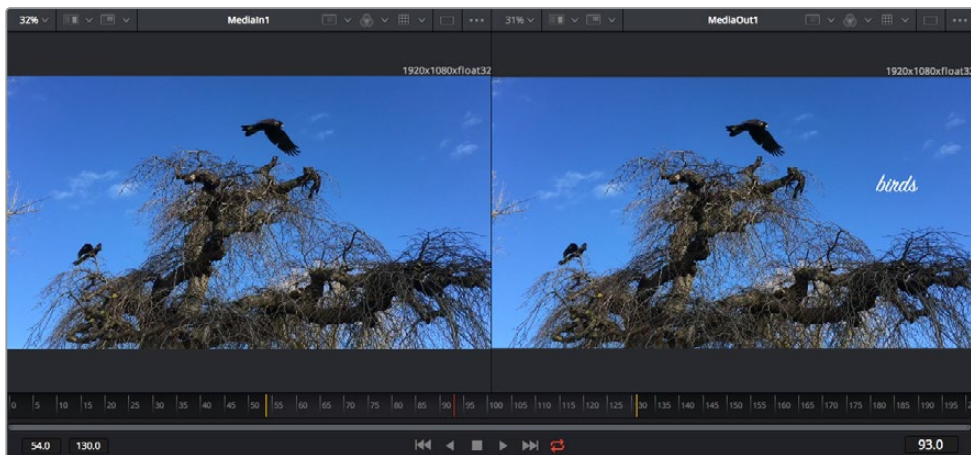 32% MediaIn1 31% MediaOut1
1920x1080xfloat32 1920x1080xfloat32
birds
0 5 10 15 20 25 30 35 40 45 50 55 60 65 70 75 80 85 90 95 100 105 110 115 120 125 30 135 140 145 150 155 160 165 170 175 180 185 190 195
54.0 130.0 93.0